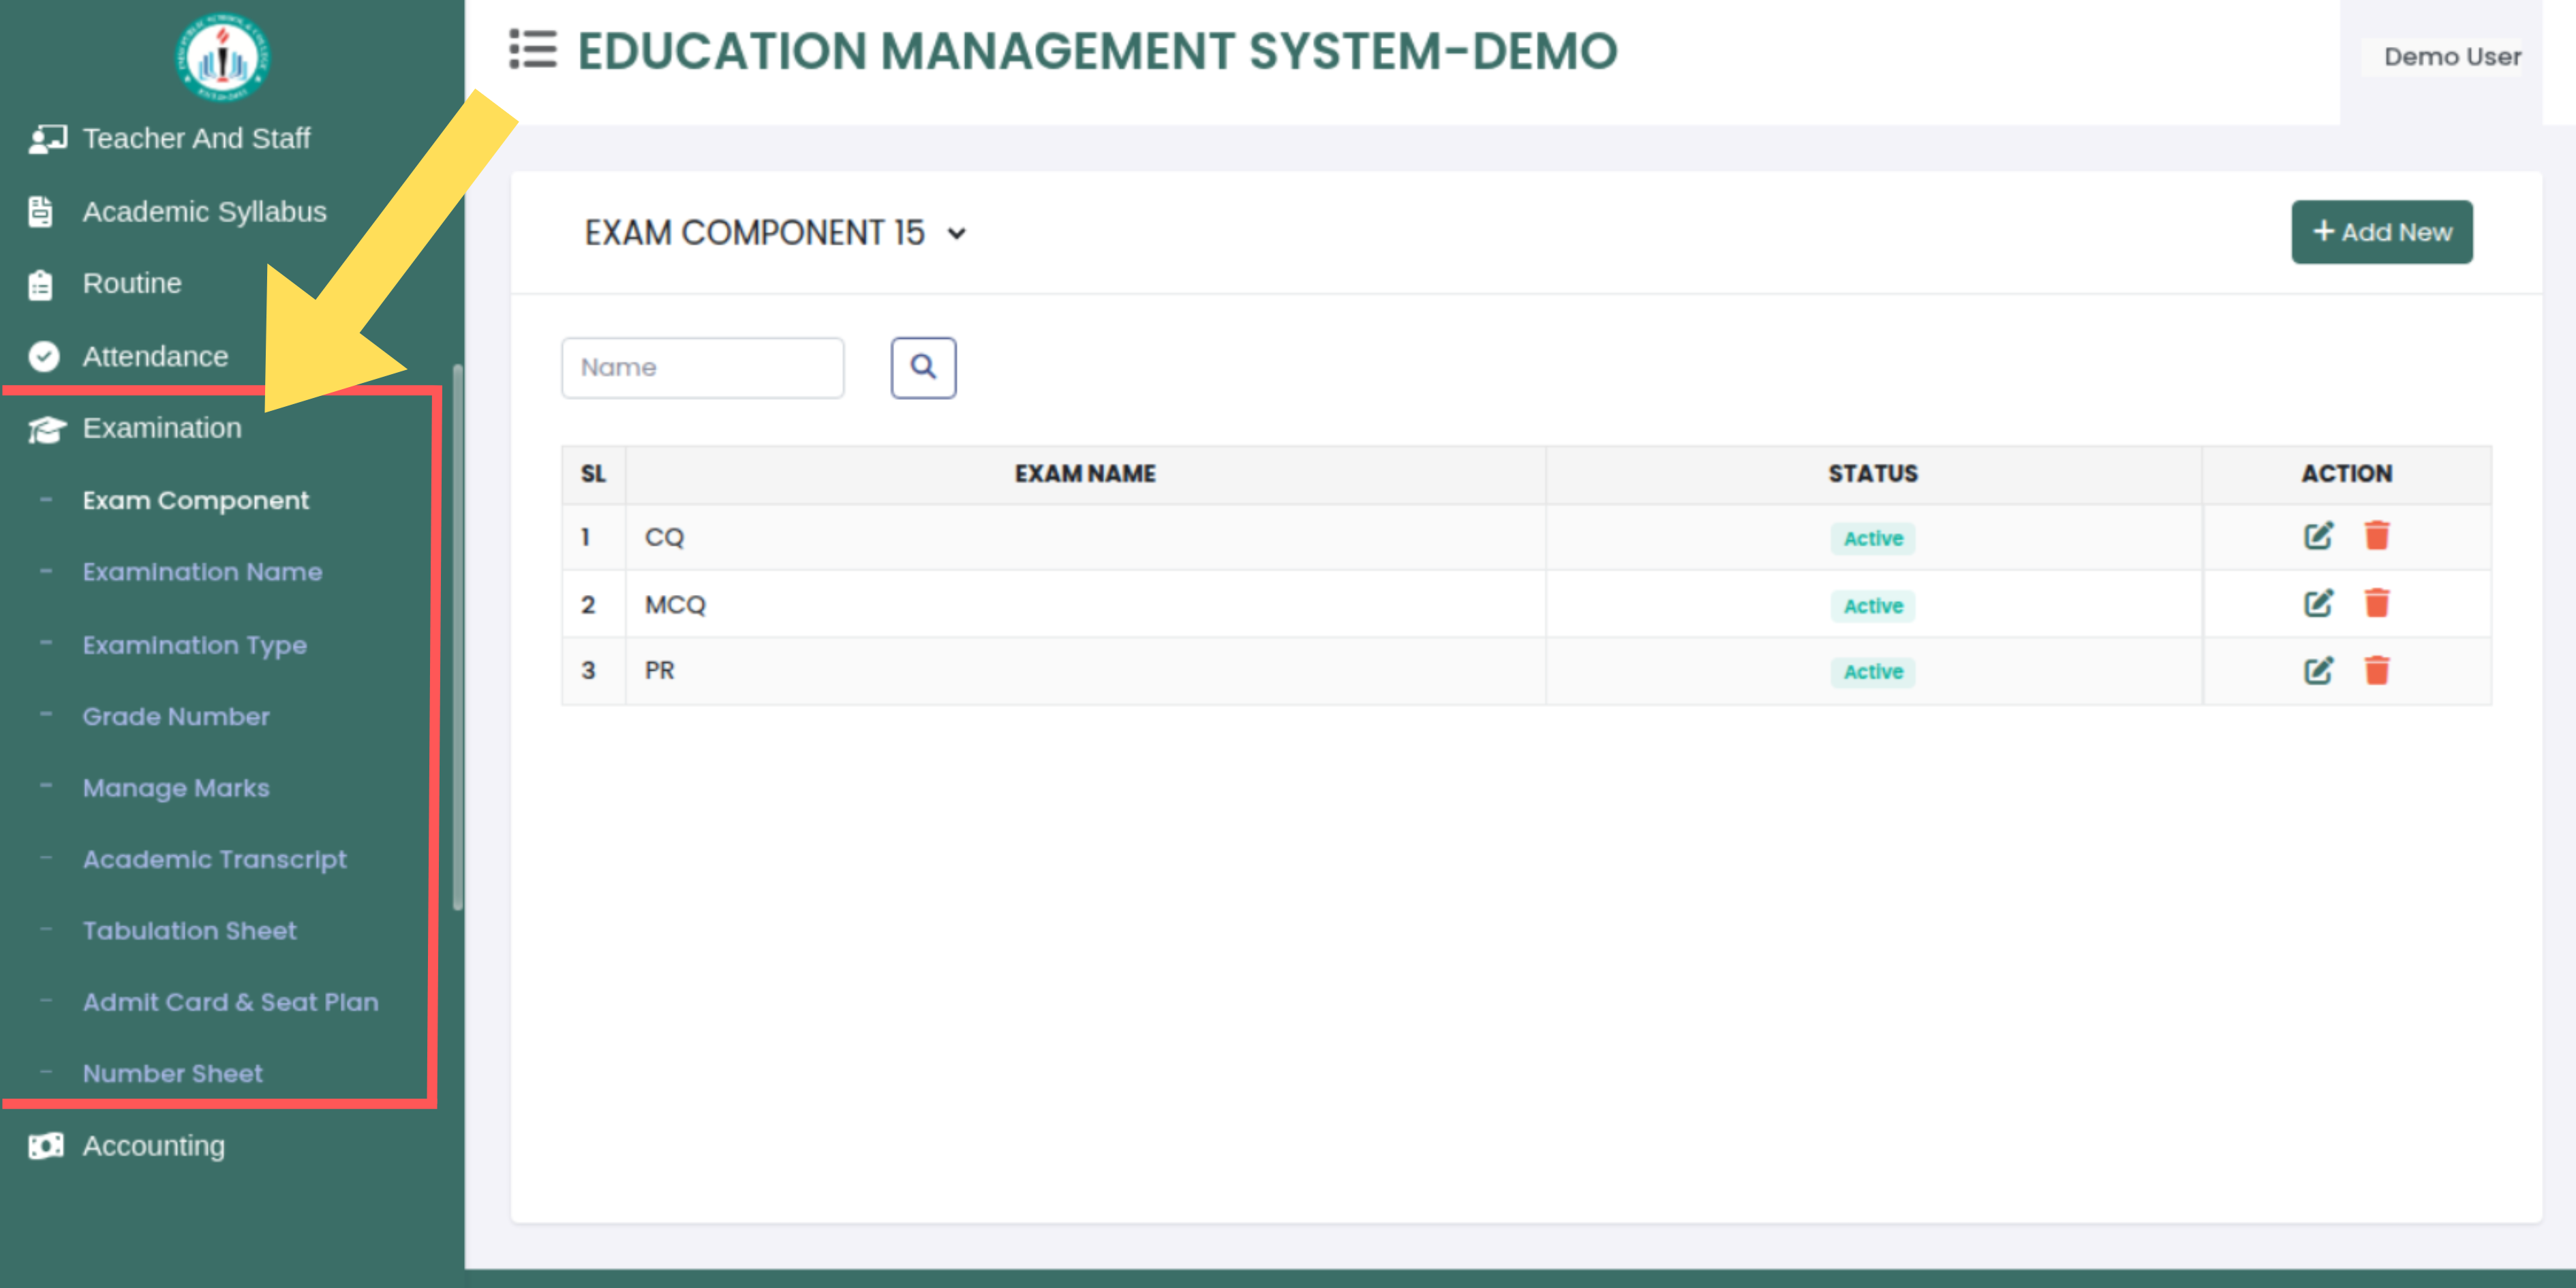 EDUCATION MANAGEMENT SYSTEM-DEMO
Demo User
Teacher And Staff
Academic Syllabus
Routine
Attendance
Examination
- Exam Component
- Examination Name
- Examination Type
- Grade Number
- Manage Marks
- Academic Transcript
- Tabulation Sheet
- Admit Card & Seat Plan
- Number Sheet
Accounting
EXAM COMPONENT 15
+ Add New
Name
SL EXAM NAME STATUS ACTION
1 CQ Active
2 MCQ Active
3 PR Active